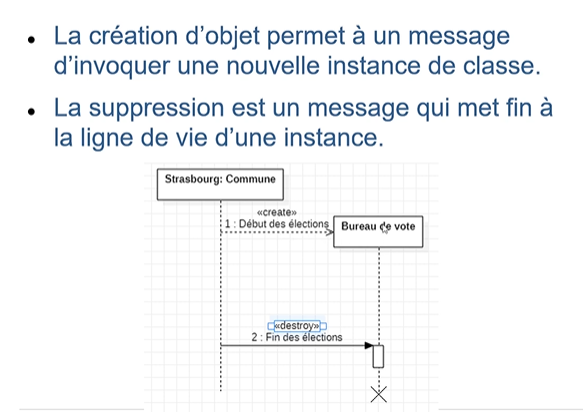 La création d’objet permet à un message
d’invoquer une nouvelle instance de classe.
La suppression est un message qui met fin à
la ligne de vie d’une instance.
Strasbourg: Commune
«create»
1 : Début des élections
Bureau de vote
«destroy»
2 : Fin des élections